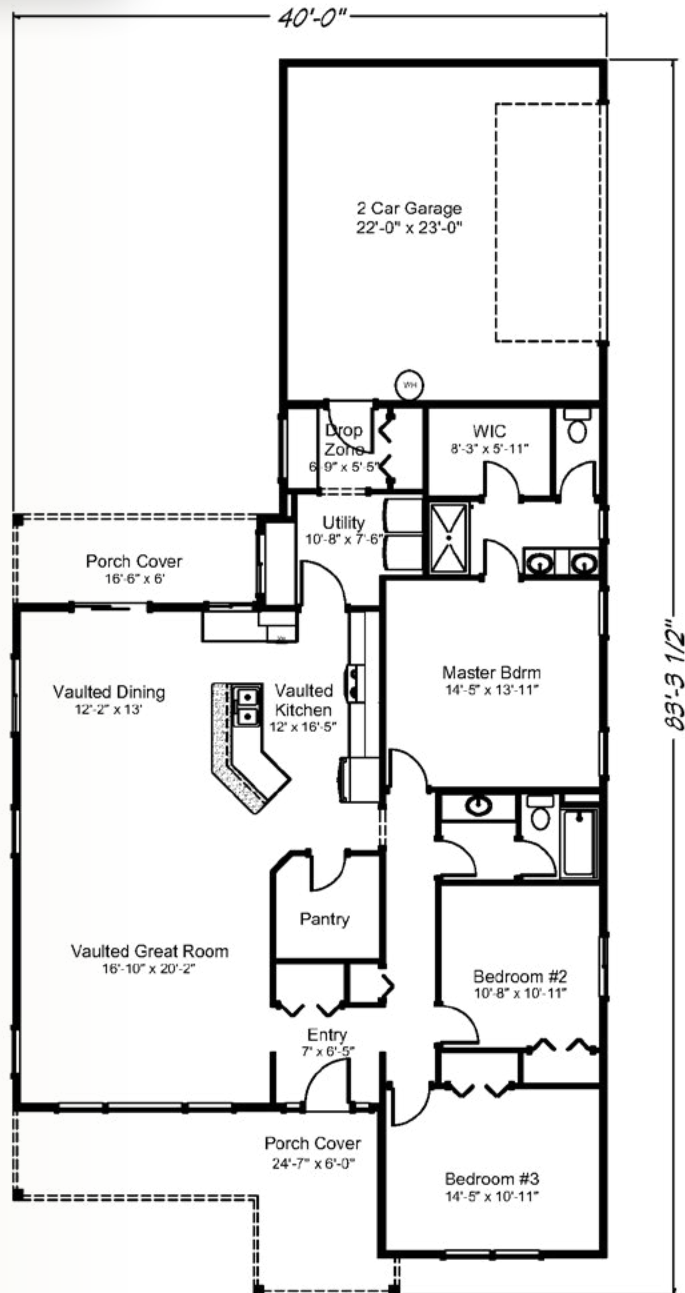 40'-0"
2 Car Garage
22'-0" x 23'-0"
WH
Drop
Zone
6'-9" x 5'-5"
WIC
8'-3" x 5'-11"
Utility
10'-8" x 7'-6"
Porch Cover
16'-6" x 6'
Vaulted Dining
12'-2" x 13'
Vaulted
Kitchen
12' x 16'-5"
Master Bdrm
14'-5" x 13'-11"
83'-3 1/2"
Pantry
Vaulted Great Room
16'-10" x 20'-2"
Bedroom #2
10'-8" x 10'-11"
Entry
7' x 6'-5"
Porch Cover
24'-7" x 6'-0"
Bedroom #3
14'-5" x 10'-11"